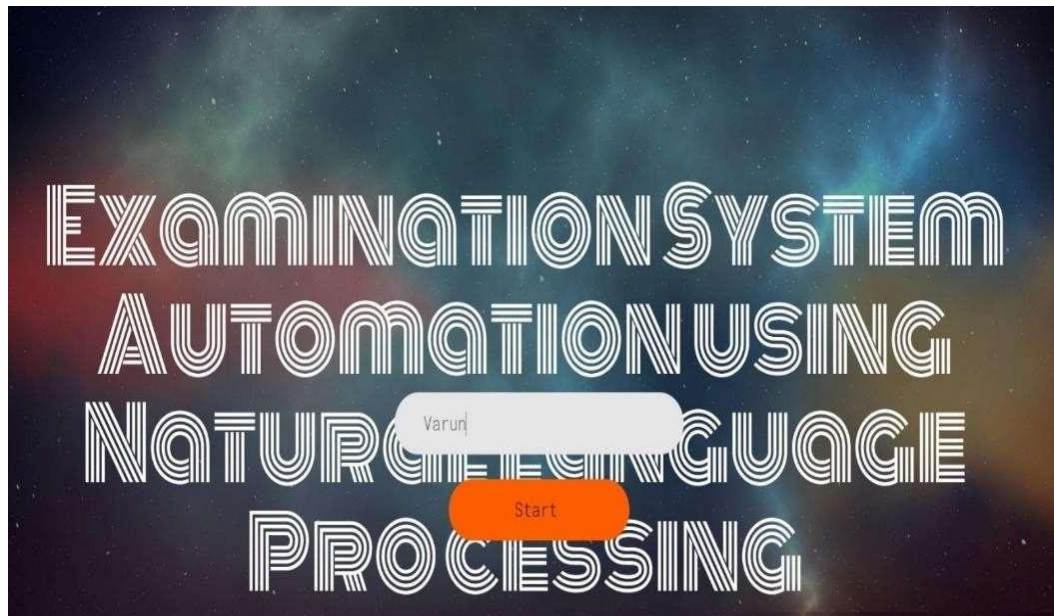 Examination System
Automation using
Natural Language
Varun
Start
Processing